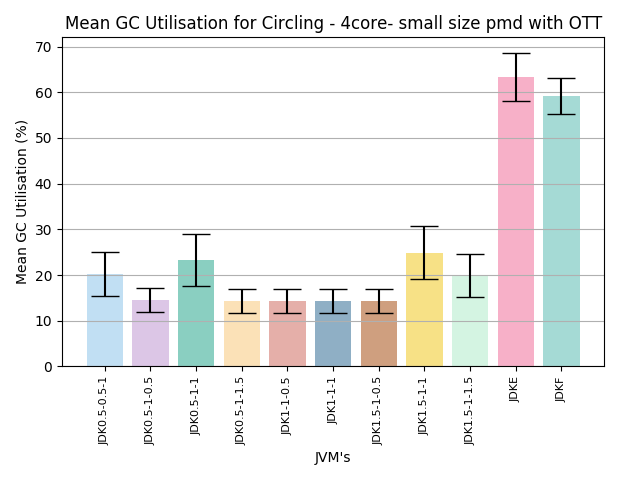 Mean GC Utilisation for Circling - 4core- small size pmd with OTT
Mean GC Utilisation (%)
70
60
50
40
30
20
10
0
JDK0.5-0.5-1
JDK0.5-1-0.5
JDK0.5-1-1
JDK0.5-1-1.5
JDK1-1-0.5
JDK1-1-1
JDK1.5-1-0.5
JDK1.5-1-1
JDK1.5-1-1.5
JDKE
JDKF
JVM's